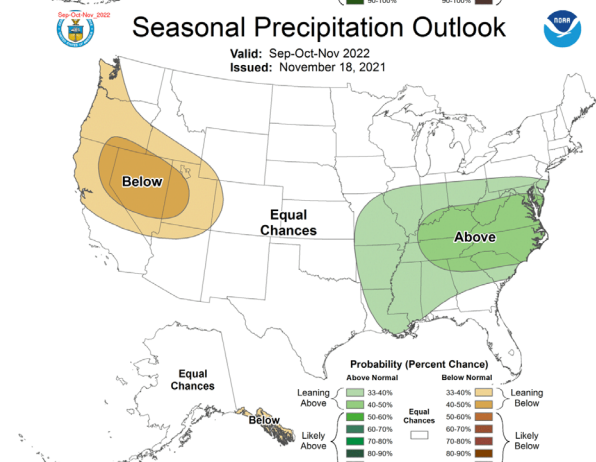 90-100% 90-100%
Sep-Oct-Nov_2022
Seasonal Precipitation Outlook
NOAA
Valid: Sep-Oct-Nov 2022
Issued: November 18, 2021
Below
Equal
Chances
Above
Equal
Chances
Below
Probability (Percent Chance)
Above Normal Below Normal
Leaning
Above
33-40%
40-50%
Likely
Above
50-60%
60-70%
70-80%
80-90%
Equal
Chances
33-40%
40-50%
Leaning
Below
50-60%
60-70%
70-80%
80-90%
Likely
Below